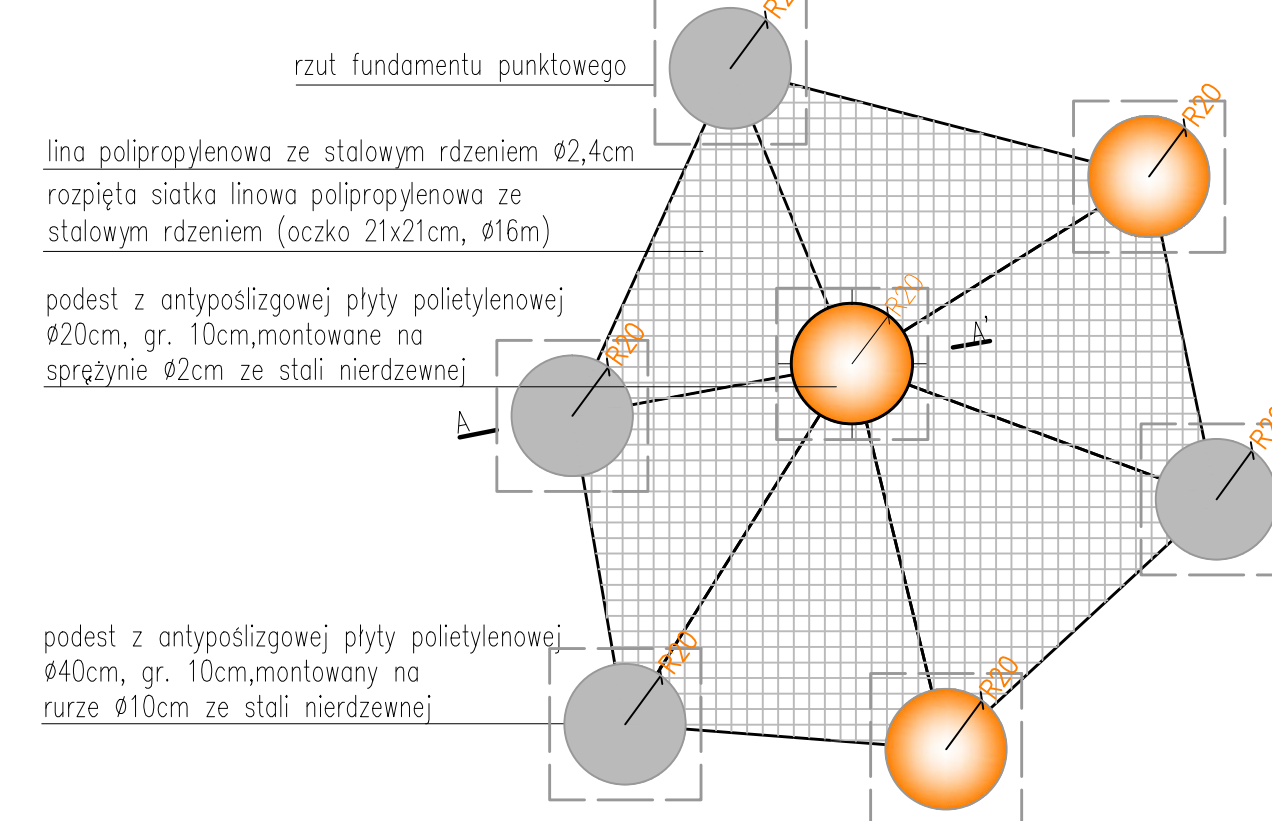 R20
rzut fundamentu punktowego
R20
lina polipropylenowa ze stalowym rdzeniem Ø2,4cm
rozpięta siatka linowa polipropylenowa ze
stalowym rdzeniem (oczko 21x21cm, Ø16m)
podest z antypoślizgowej płyty polietylenowej
Ø20cm, gr. 10cm,montowane na
sprężynie Ø2cm ze stali nierdzewnej
R20
R20
A'
A
R20
podest z antypoślizgowej płyty polietylenowej
Ø40cm, gr. 10cm,montowany na
rurze Ø10cm ze stali nierdzewnej
R20
R20